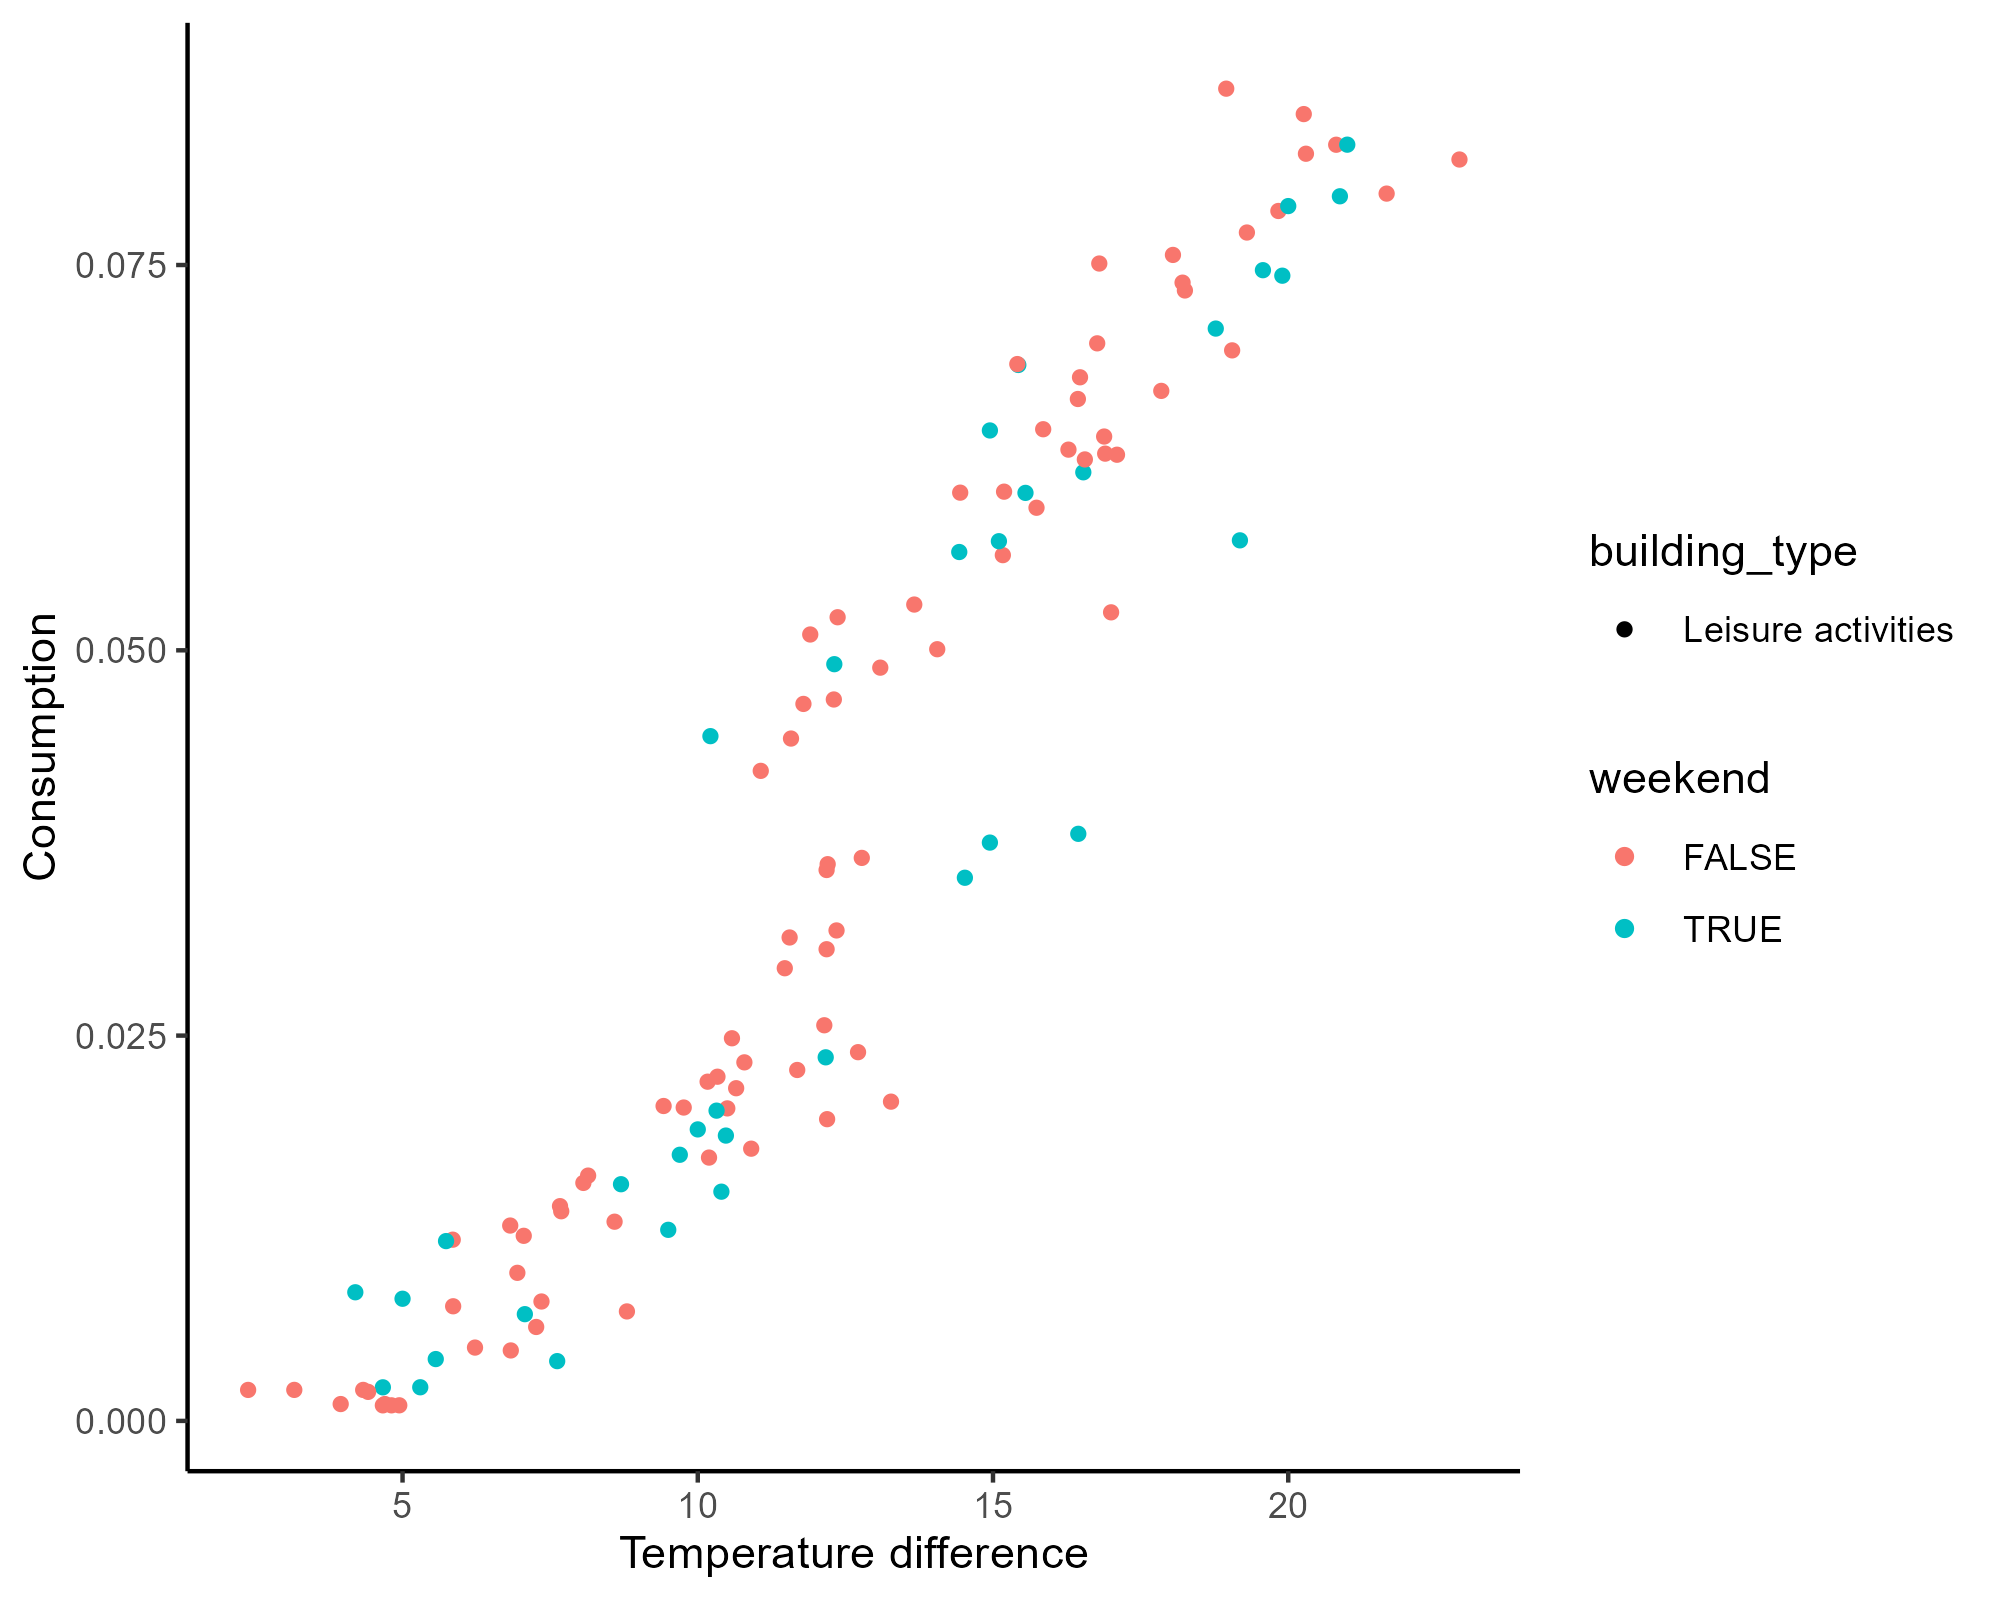 0.075
0.050
0.025
0.000
Consumption
5 10 15 20
Temperature difference
building_type
Leisure activities
weekend
FALSE
TRUE